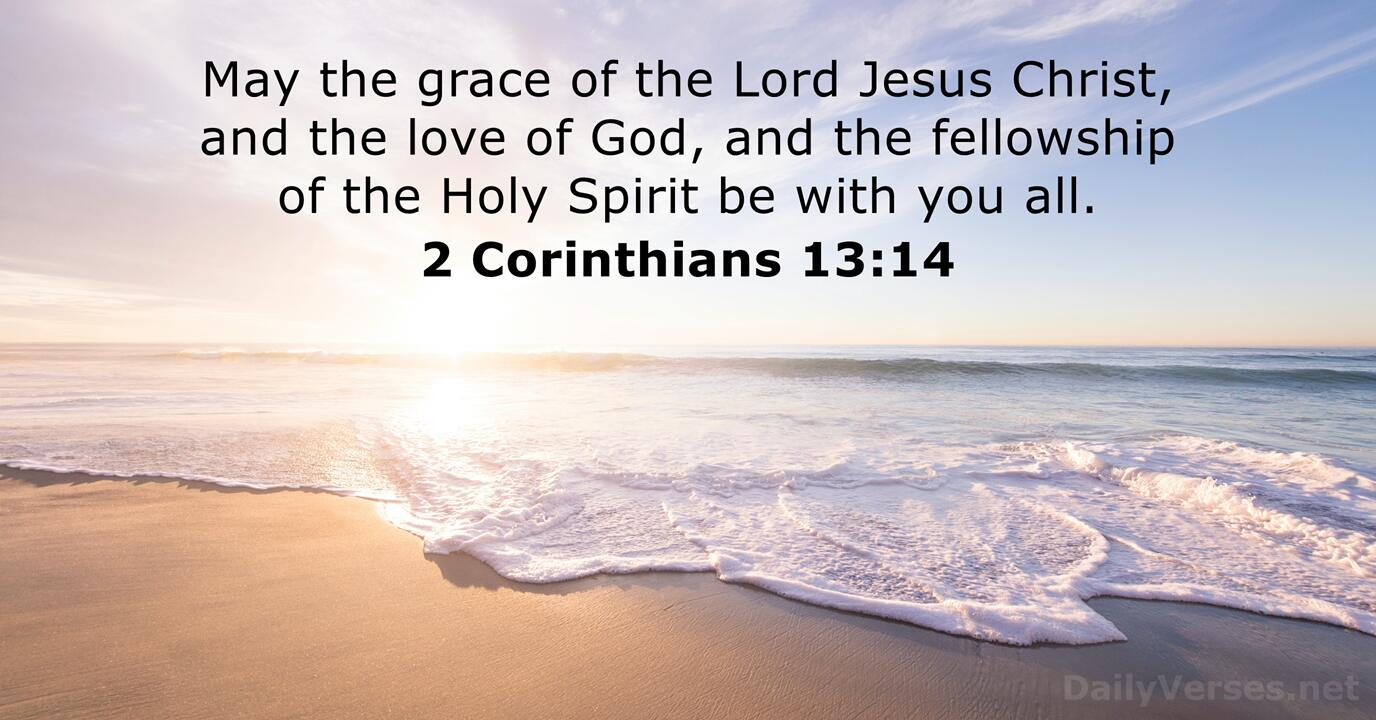 May the grace of the Lord Jesus Christ,
and the love of God, and the fellowship
of the Holy Spirit be with you all.
2 Corinthians 13:14
DailyVerses.net